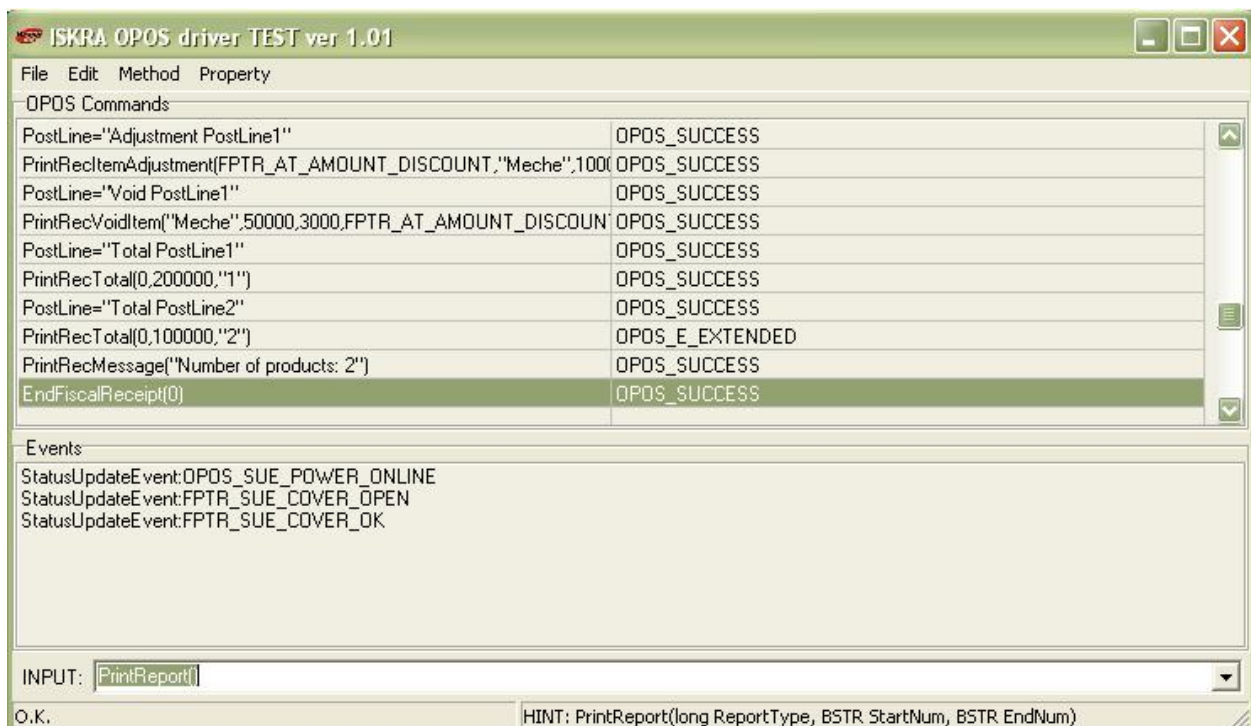 ISKRA OPOS driver TEST ver 1.01
File Edit Method Property
OPOS Commands
PostLine="Adjustment PostLine1" OPOS_SUCCESS
PrintRecItemAdjustment(FPTR_AT_AMOUNT_DISCOUNT,"Meche",100( OPOS_SUCCESS
PostLine="Void PostLine1" OPOS_SUCCESS
PrintRecVoidItem("Meche",50000,3000,FPTR_AT_AMOUNT_DISCOUN OPOS_SUCCESS
PostLine="Total PostLine1" OPOS_SUCCESS
PrintRecTotal(0,200000,"1") OPOS_SUCCESS
PostLine="Total PostLine2" OPOS_SUCCESS
PrintRecTotal(0,100000,"2") OPOS_E_EXTENDED
PrintRecMessage("Number of products: 2") OPOS_SUCCESS
EndFiscalReceipt(0) OPOS_SUCCESS
Events
StatusUpdateEvent:OPOS_SUE_POWER_ONLINE
StatusUpdateEvent:FPTR_SUE_COVER_OPEN
StatusUpdateEvent:FPTR_SUE_COVER_OK
INPUT: PrintReport()
O.K. HINT: PrintReport(long ReportType, BSTR StartNum, BSTR EndNum)